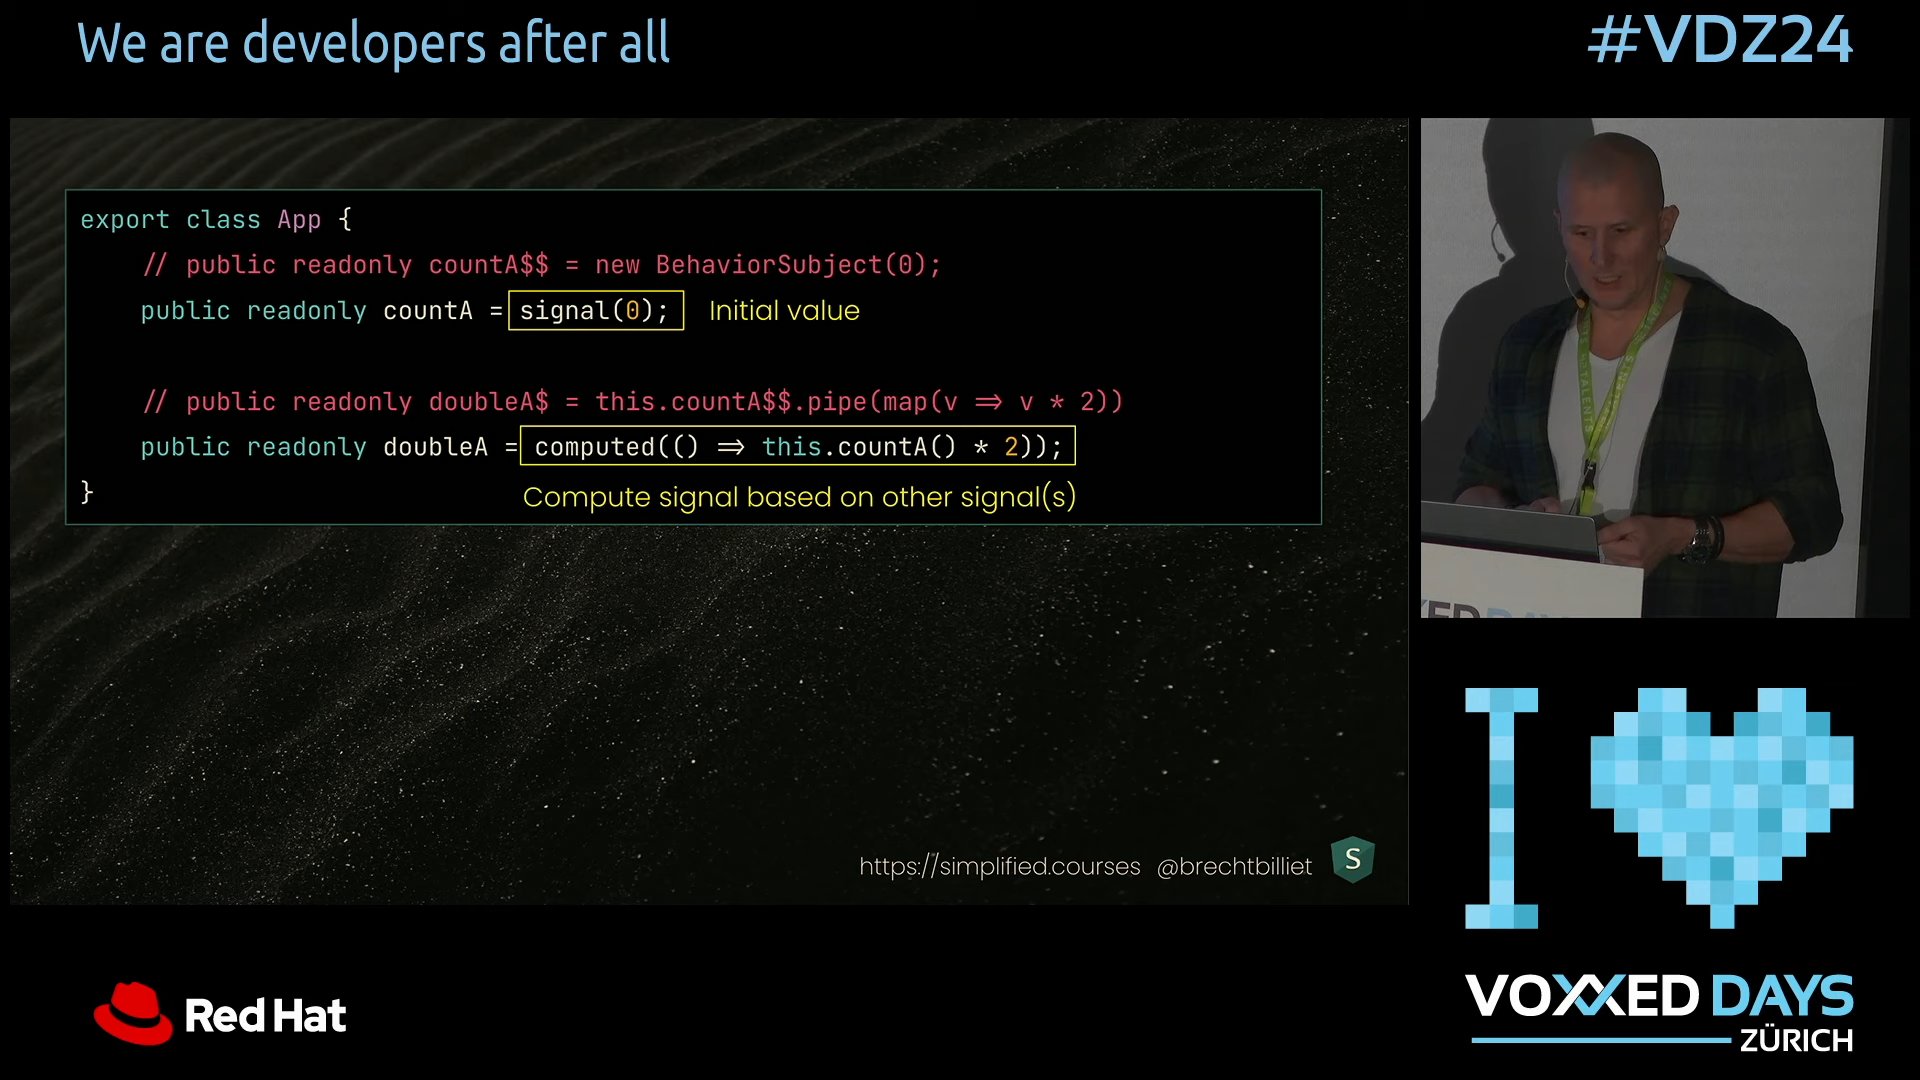 We are developers after all
#VDZ24
export class App {
// public readonly countA$$ = new BehaviorSubject(0);
public readonly countA = signal(0); Initial value
// public readonly doubleA$ = this.countA$$.pipe(map(v => v * 2))
public readonly doubleA = computed(() => this.countA() * 2));
}
Compute signal based on other signal(s)
https://simplified.courses @brechtbilliet S
I
Red Hat
VOXXED DAYS
ZÜRICH